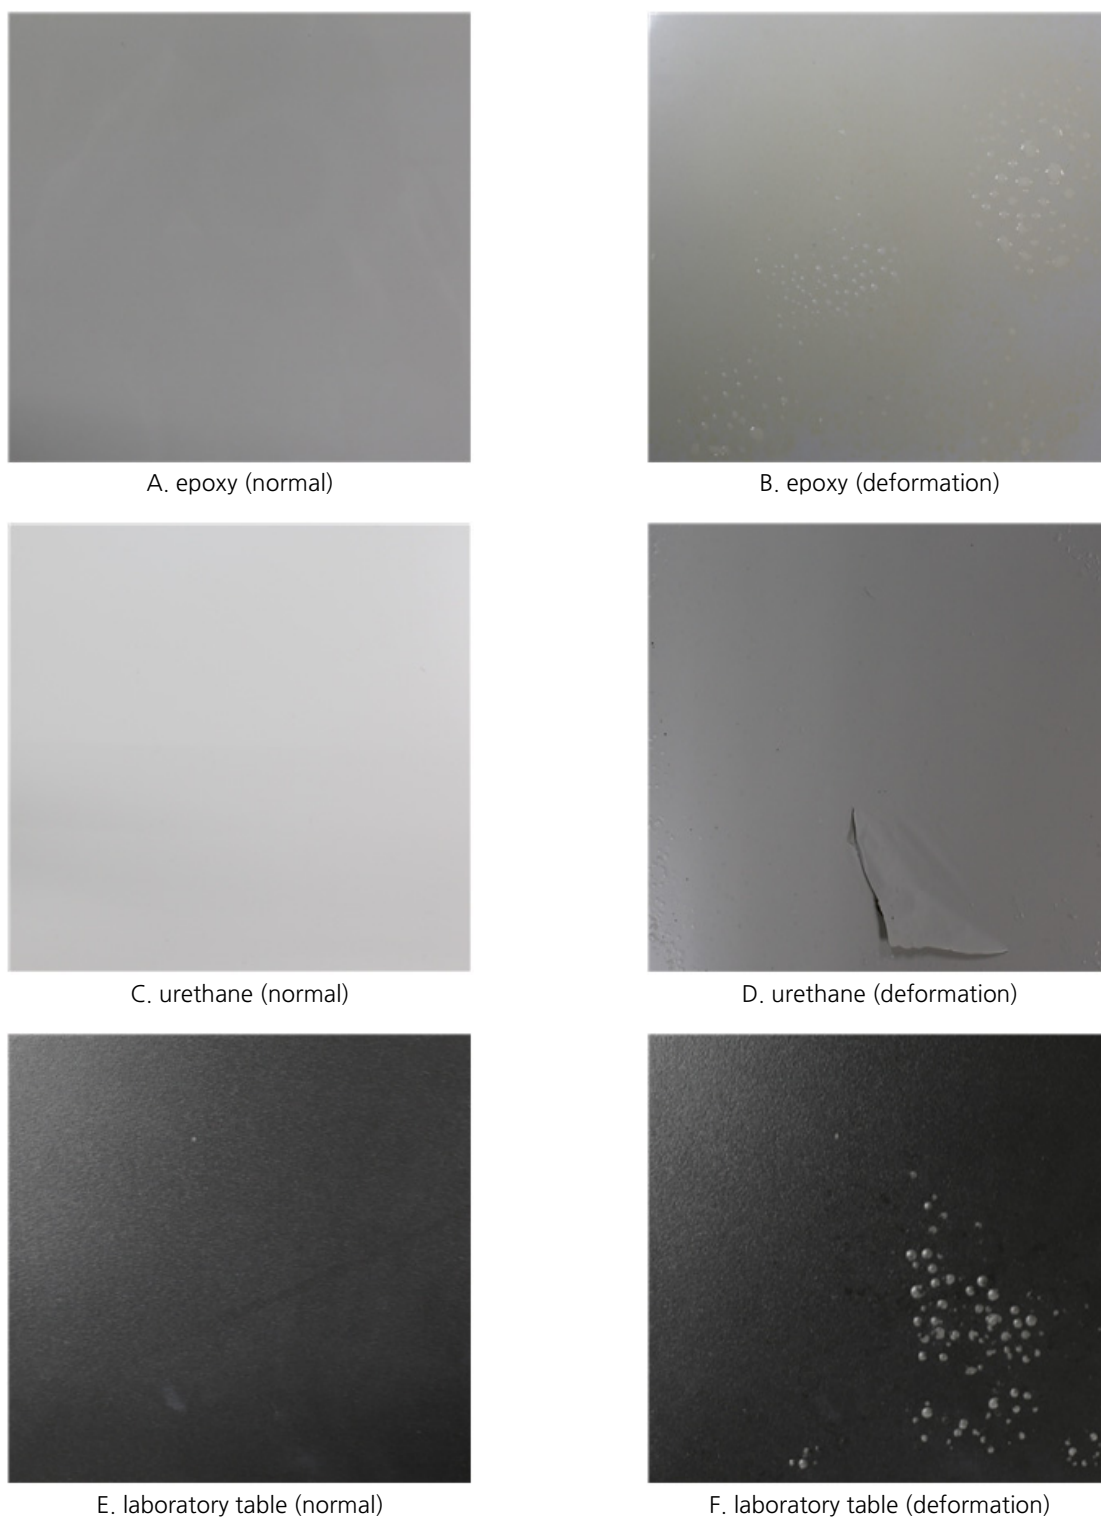 A. epoxy (normal)
B. epoxy (deformation)
C. urethane (normal)
D. urethane (deformation)
E. laboratory table (normal)
F. laboratory table (deformation)